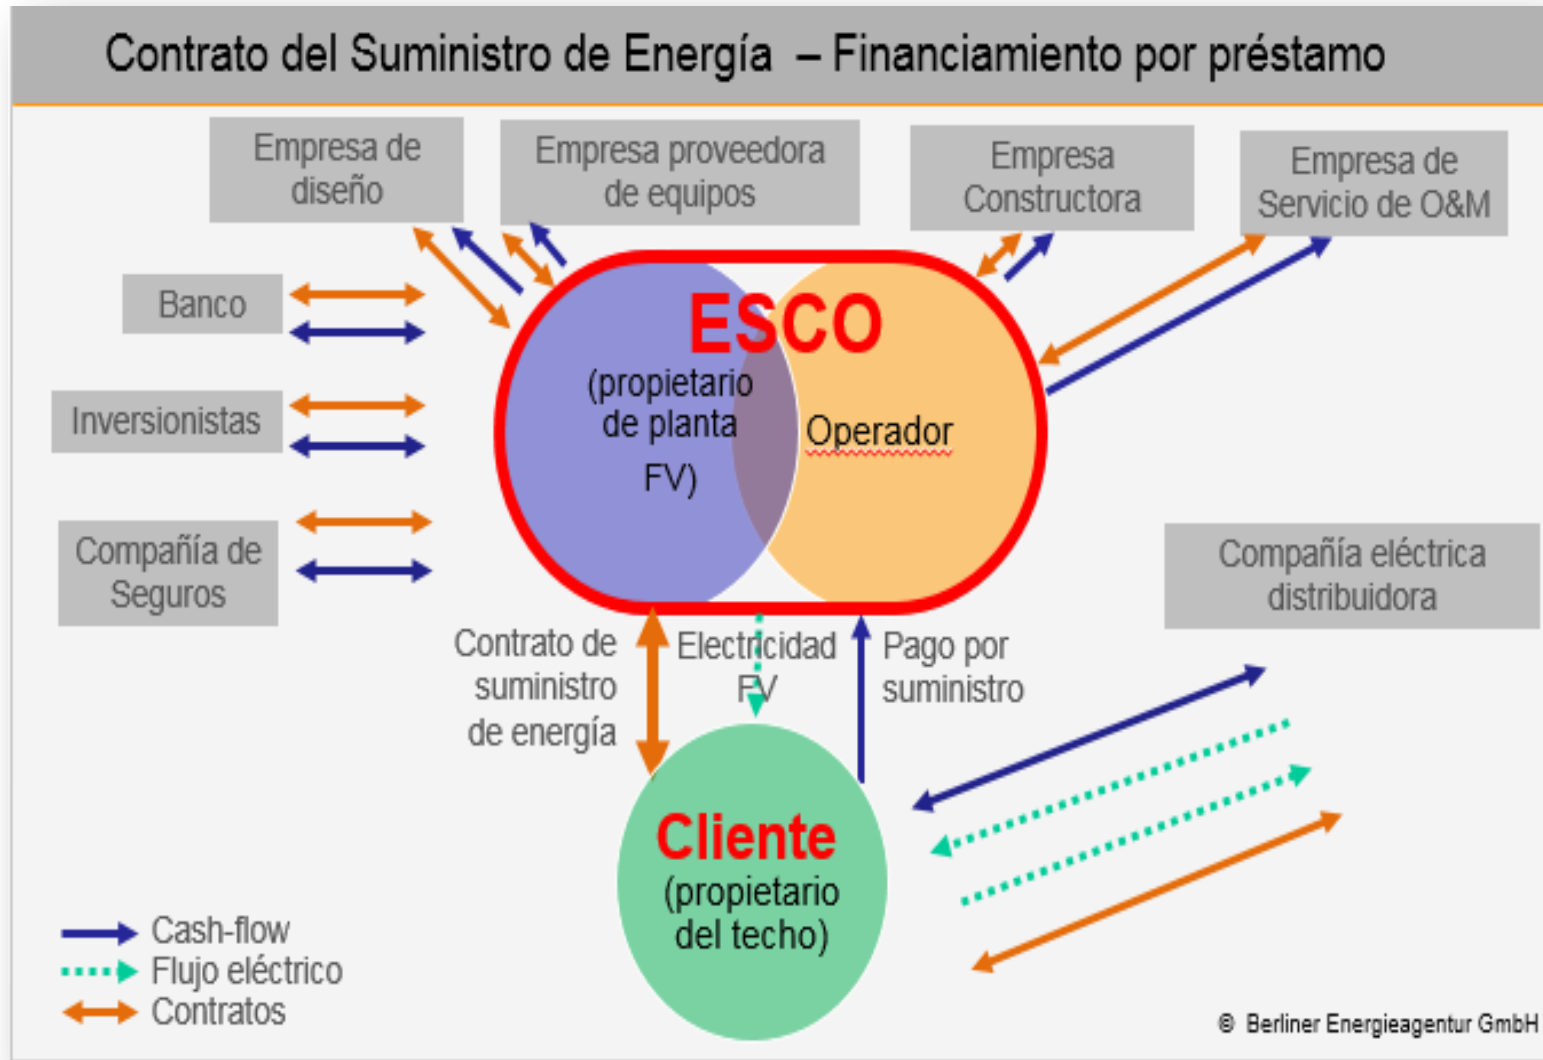 Contrato del Suministro de Energía – Financiamiento por préstamo
Empresa de
diseño
Empresa proveedora
de equipos
Empresa
Constructora
Empresa de
Servicio de O&M
Banco
Inversionistas
Compañía de
Seguros
ESCO
(propietario
de planta
FV)
Operador
Compañía eléctrica
distribuidora
Contrato de
suministro
de energía
Electricidad
FV
Pago por
suministro
Cliente
(propietario
del techo)
Cash-flow
Flujo eléctrico
Contratos
© Berliner Energieagentur GmbH